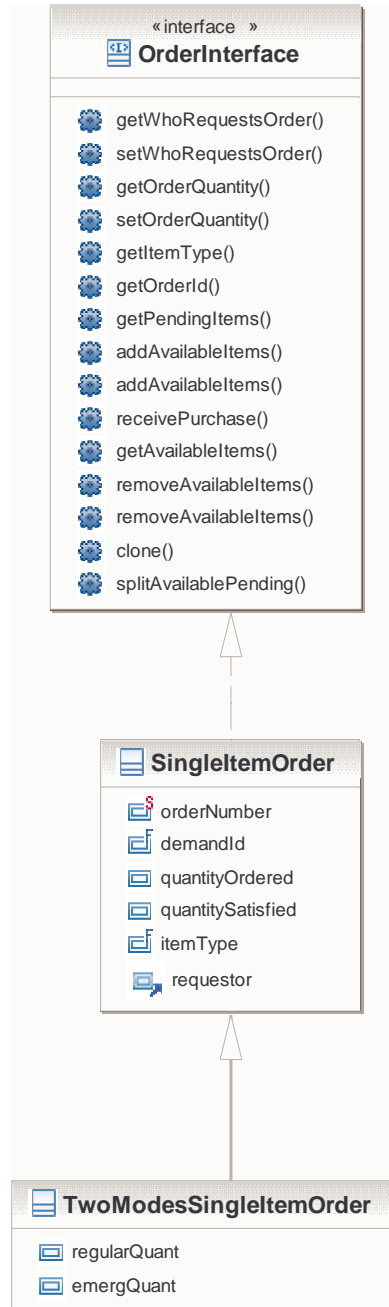 «interface »
OrderInterface
getWhoRequestsOrder()
setWhoRequestsOrder()
getOrderQuantity()
setOrderQuantity()
getItemType()
getOrderId()
getPendingItems()
addAvailableItems()
addAvailableItems()
receivePurchase()
getAvailableItems()
removeAvailableItems()
removeAvailableItems()
clone()
splitAvailablePending()
SingleItemOrder
orderNumber
demandId
quantityOrdered
quantitySatisfied
itemType
requestor
TwoModesSingleItemOrder
regularQuant
emergQuant